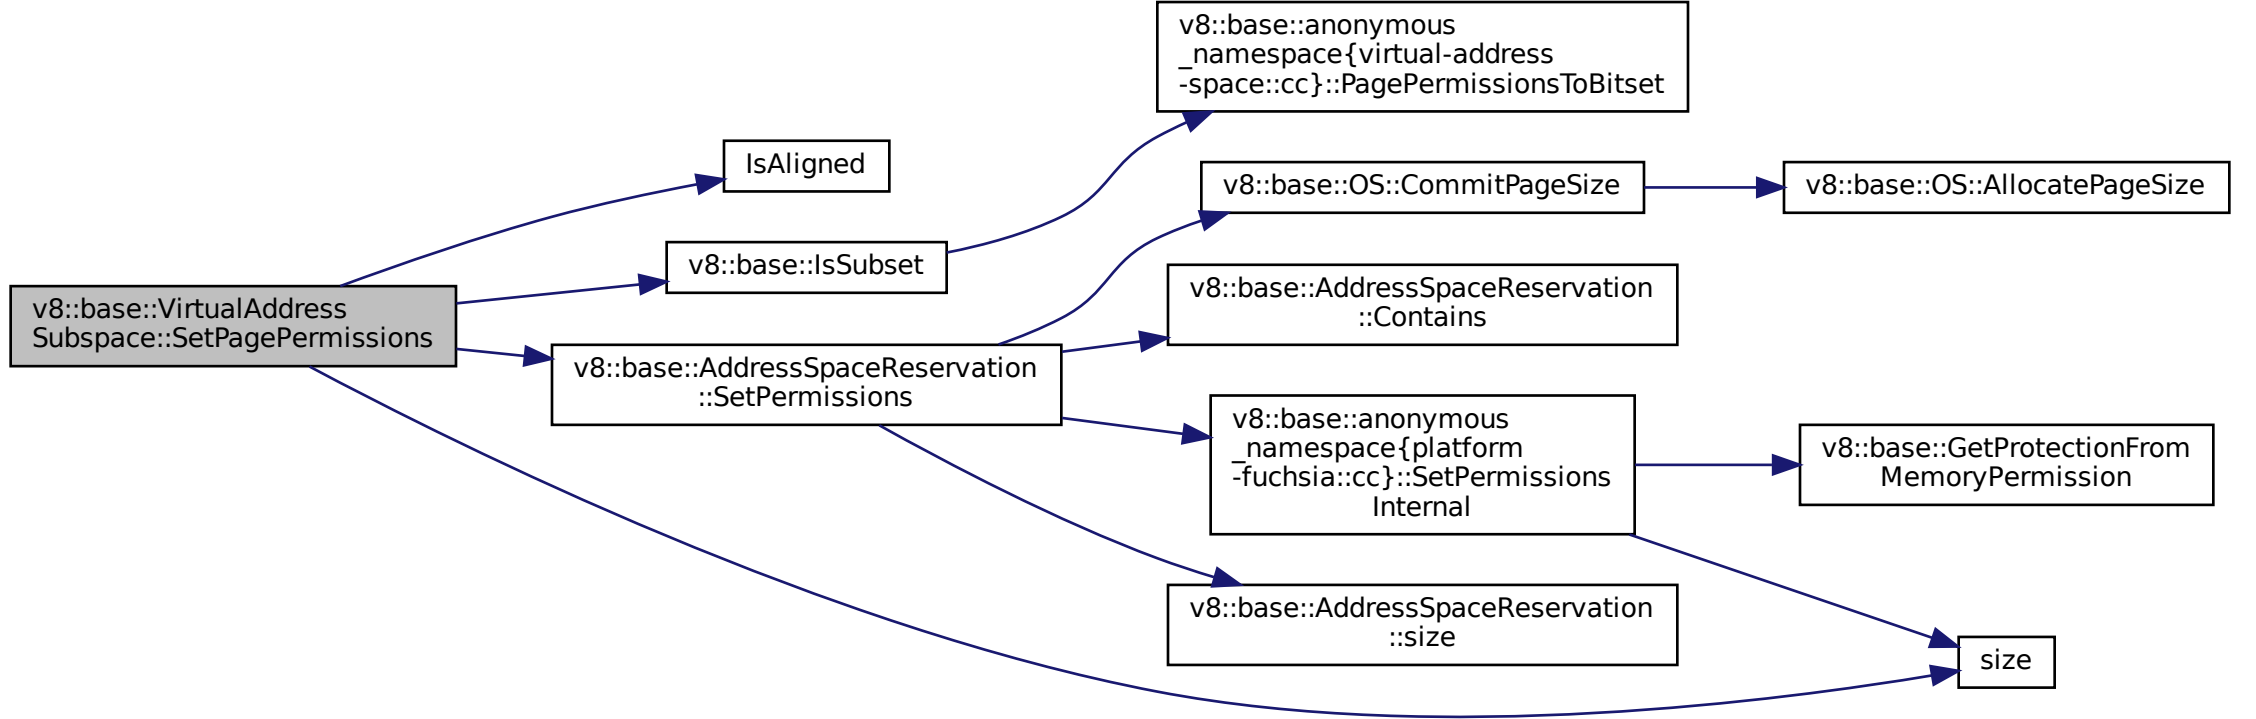 v8::base::VirtualAddress
Subspace::SetPagePermissions
IsAligned
v8::base::IsSubset
v8::base::AddressSpaceReservation
::SetPermissions
v8::base::anonymous
_namespace{virtual-address
-space::cc}::PagePermissionsToBitset
v8::base::OS::CommitPageSize
v8::base::OS::AllocatePageSize
v8::base::AddressSpaceReservation
::Contains
v8::base::anonymous
_namespace{platform
-fuchsia::cc}::SetPermissions
Internal
v8::base::GetProtectionFrom
MemoryPermission
v8::base::AddressSpaceReservation
::size
size